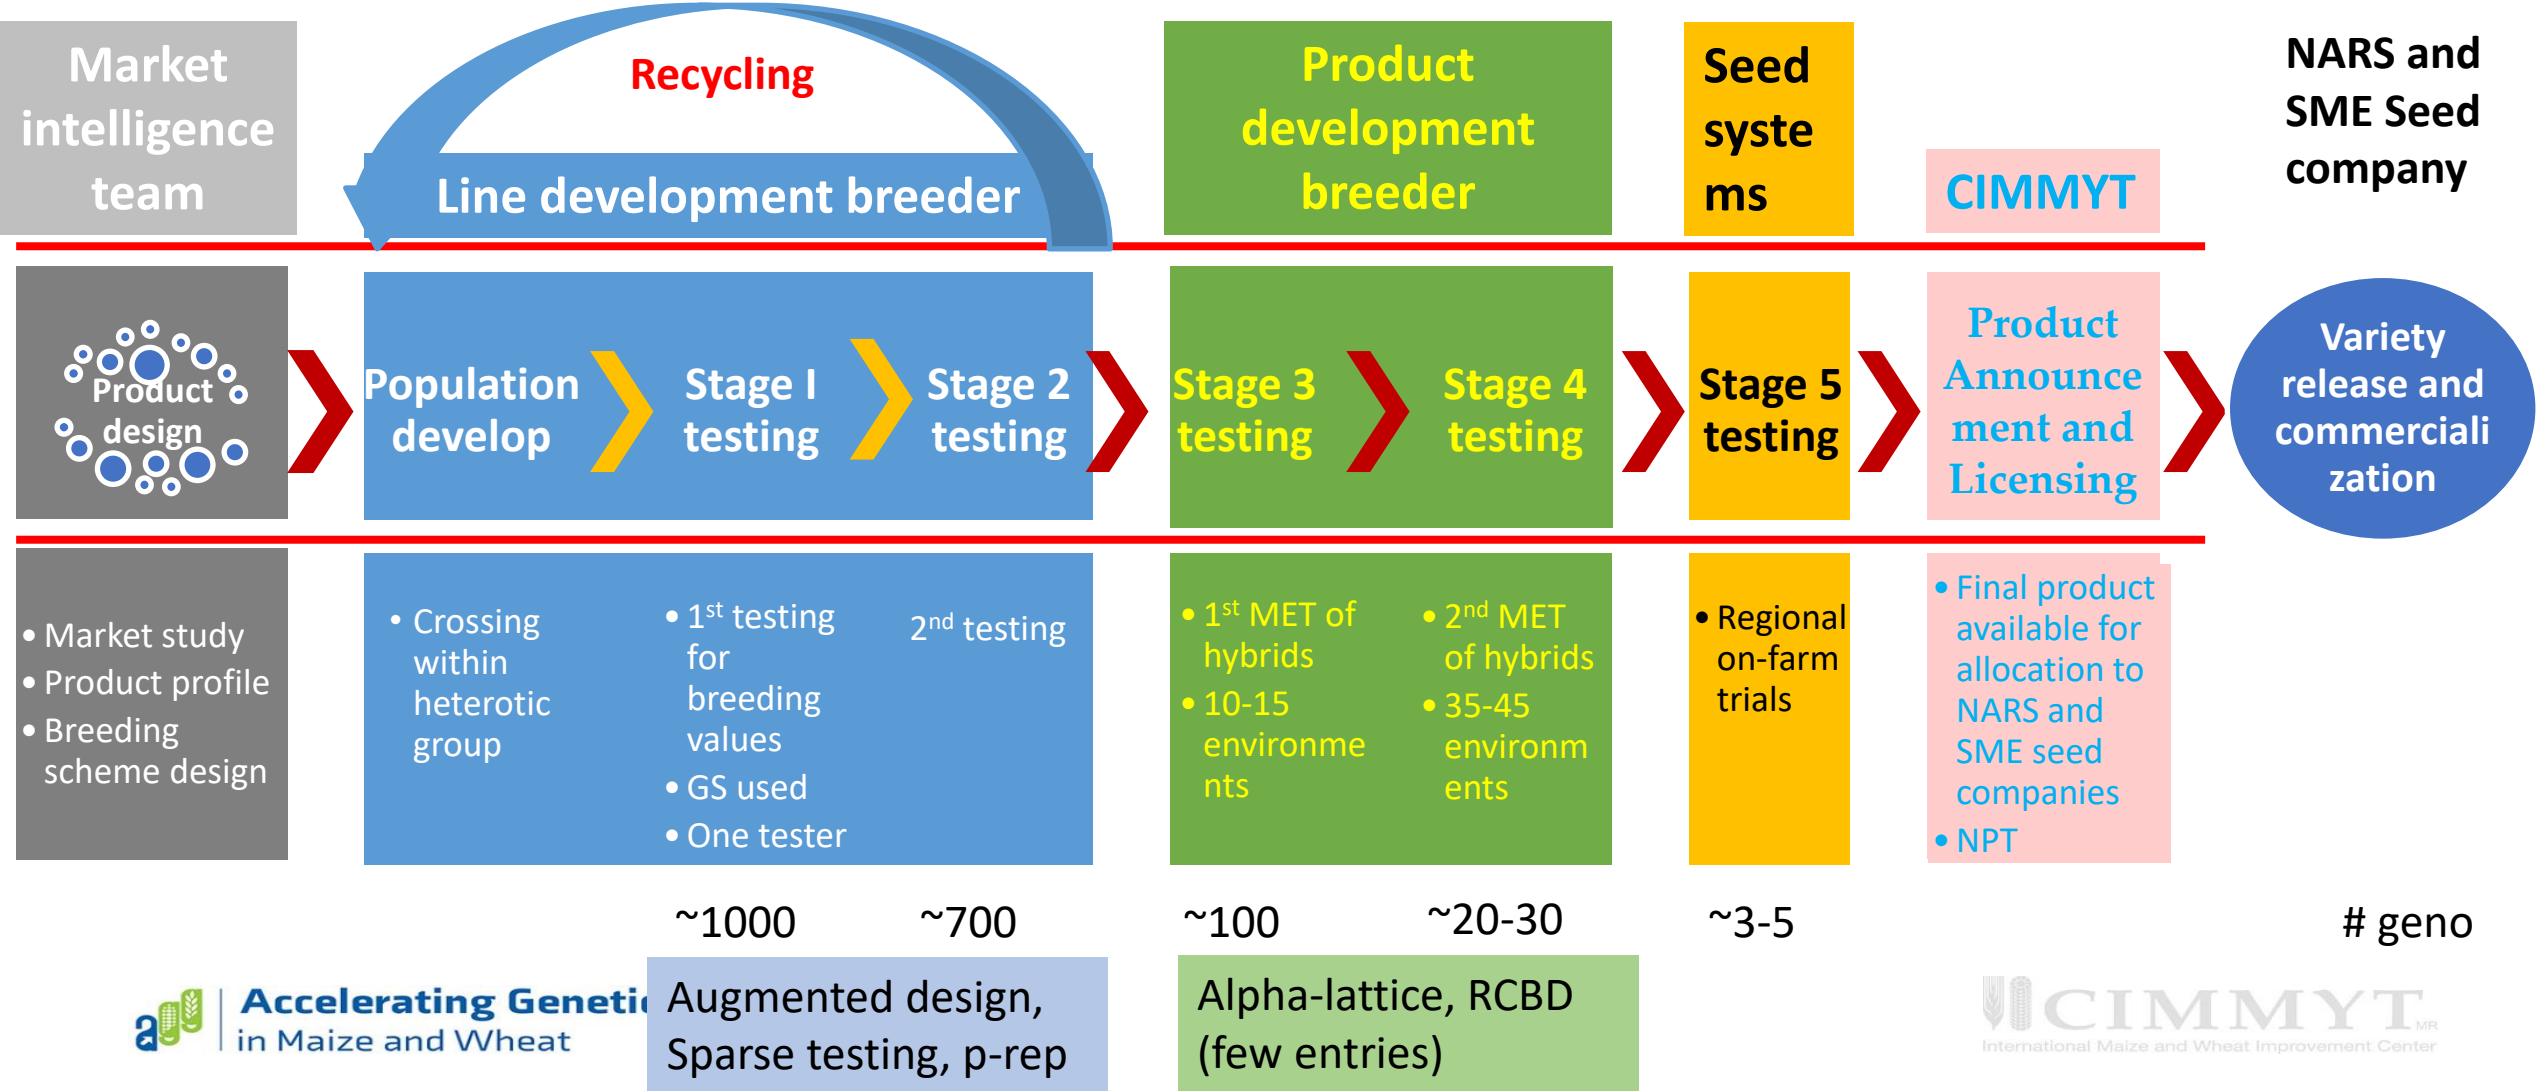 Market
intelligence
team
Recycling
Line development breeder
Product
development
breeder
Seed
syste
ms
CIMMYT
NARS and
SME Seed
company
Product
design
Population
develop
Stage I
testing
Stage 2
testing
Stage 3
testing
Stage 4
testing
Stage 5
testing
Product
Announce
ment and
Licensing
Variety
release and
commerciali
zation
• Market study
• Product profile
• Breeding
scheme design
• Crossing
within
heterotic
group
• 1st testing
for
breeding
values
• GS used
• One tester
2nd testing
• 1st MET of
hybrids
• 10-15
environme
nts
• 2nd MET
of hybrids
• 35-45
environm
ents
• Regional
on-farm
trials
• Final product
available for
allocation to
NARS and
SME seed
companies
• NPT
~1000
~700
~100
~20-30
~3-5
# geno
agg
Accelerating Geneti
in Maize and Wheat
Augmented design,
Sparse testing, p-rep
Alpha-lattice, RCBD
(few entries)
CIMMYT MR
International Maize and Wheat Improvement Center